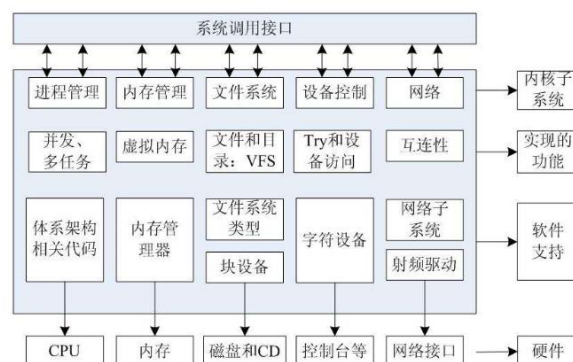 系统调用接口
进程管理
内存管理
文件系统
设备控制
网络
内核子
系统
并发、
多任务
虚拟内存
文件和目
录：VFS
Try和设
备访问
互连性
实现的
功能
体系架构
相关代码
内存管
理器
文件系统
类型
块设备
字符设备
网络子
系统
射频驱动
软件
支持
CPU
内存
磁盘和CD
控制台等
网络接口
硬件